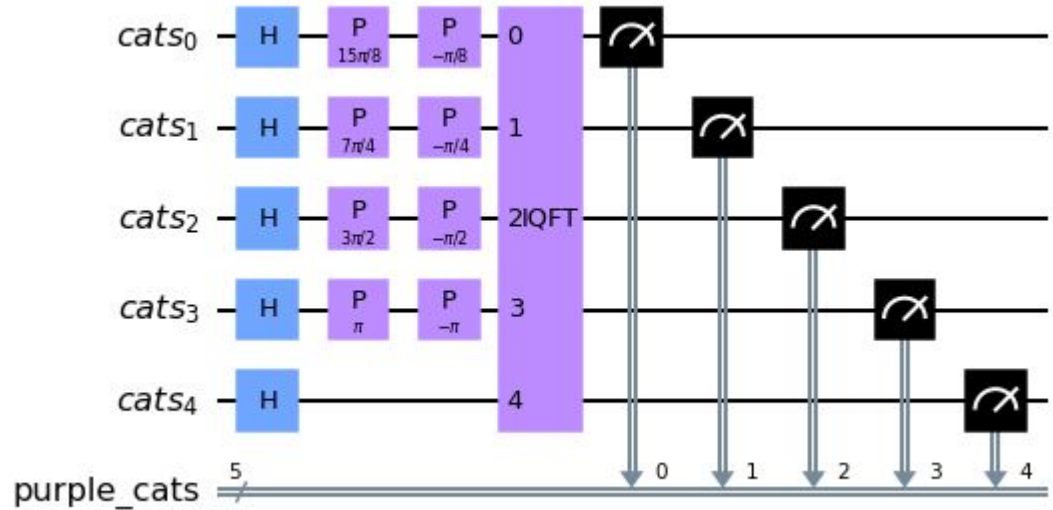 cats0 H P 15π/8 P −π/8 0
cats1 H P 7π/4 P −π/4 1
cats2 H P 3π/2 P −π/2 2IQFT
cats3 H P π P −π 3
cats4 H 4
purple_cats 5 0 1 2 3 4